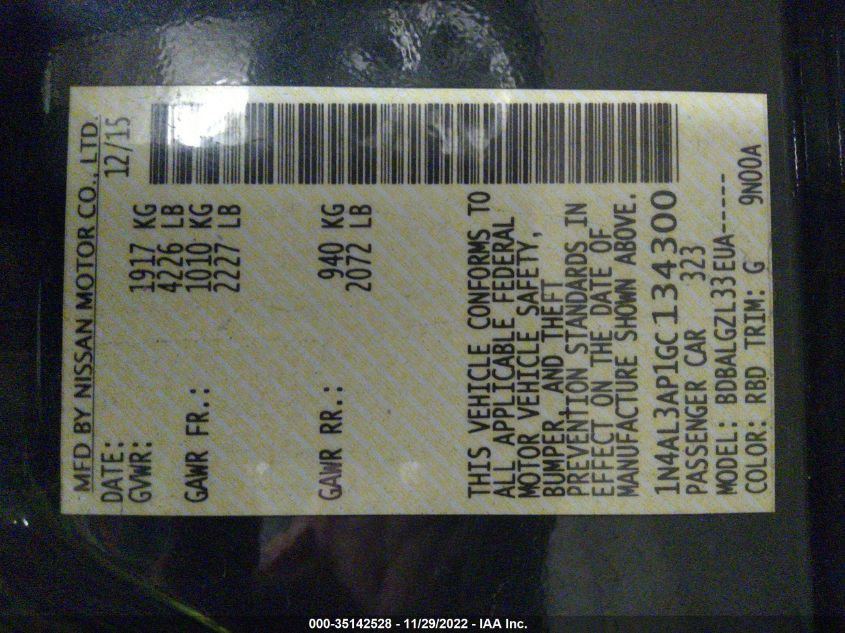 MFD BY NISSAN MOTOR CO., LTD.
DATE: 12/15
GVWR: 1917 KG
4226 LB
GAWR FR.: 1010 KG
2227 LB
GAWR RR.: 940 KG
2072 LB
THIS VEHICLE CONFORMS TO
ALL APPLICABLE FEDERAL
MOTOR VEHICLE SAFETY,
BUMPER, AND THEFT
PREVENTION STANDARDS IN
EFFECT ON THE DATE OF
MANUFACTURE SHOWN ABOVE.
1N4AL3AP1GC134300
PASSENGER CAR 323
MODEL: BDBALGZL33EUA-----
COLOR: RBD TRIM: G 9N00A
000-35142528 - 11/29/2022 - IAA Inc.